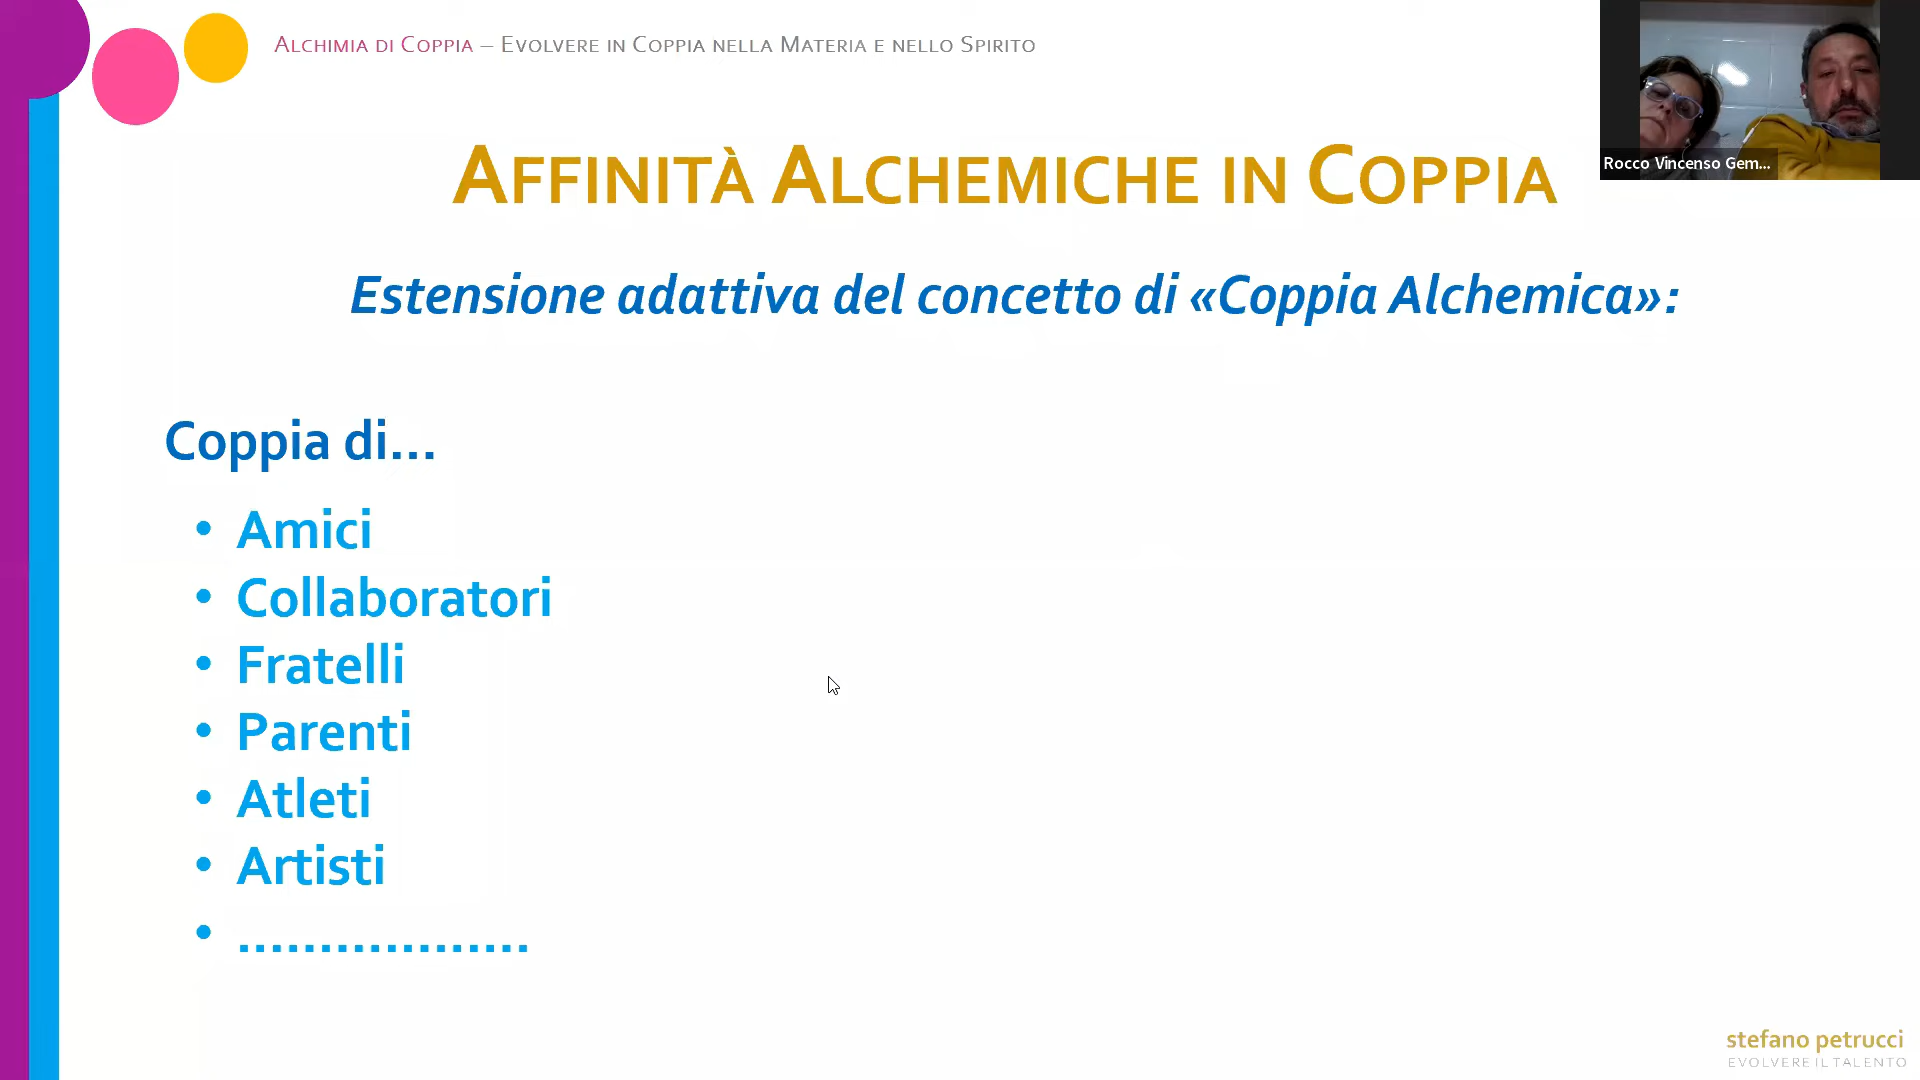 ALCHIMIA DI COPPIA – EVOLVERE IN COPPIA NELLA MATERIA E NELLO SPIRITO
Rocco Vincenso Gem...
AFFINITÀ ALCHEMICHE IN COPPIA
Estensione adattiva del concetto di «Coppia Alchemica»:
Coppia di...
• Amici
• Collaboratori
• Fratelli
• Parenti
• Atleti
• Artisti
• ..................
stefano petrucci
EVOLVERE IL TALENTO